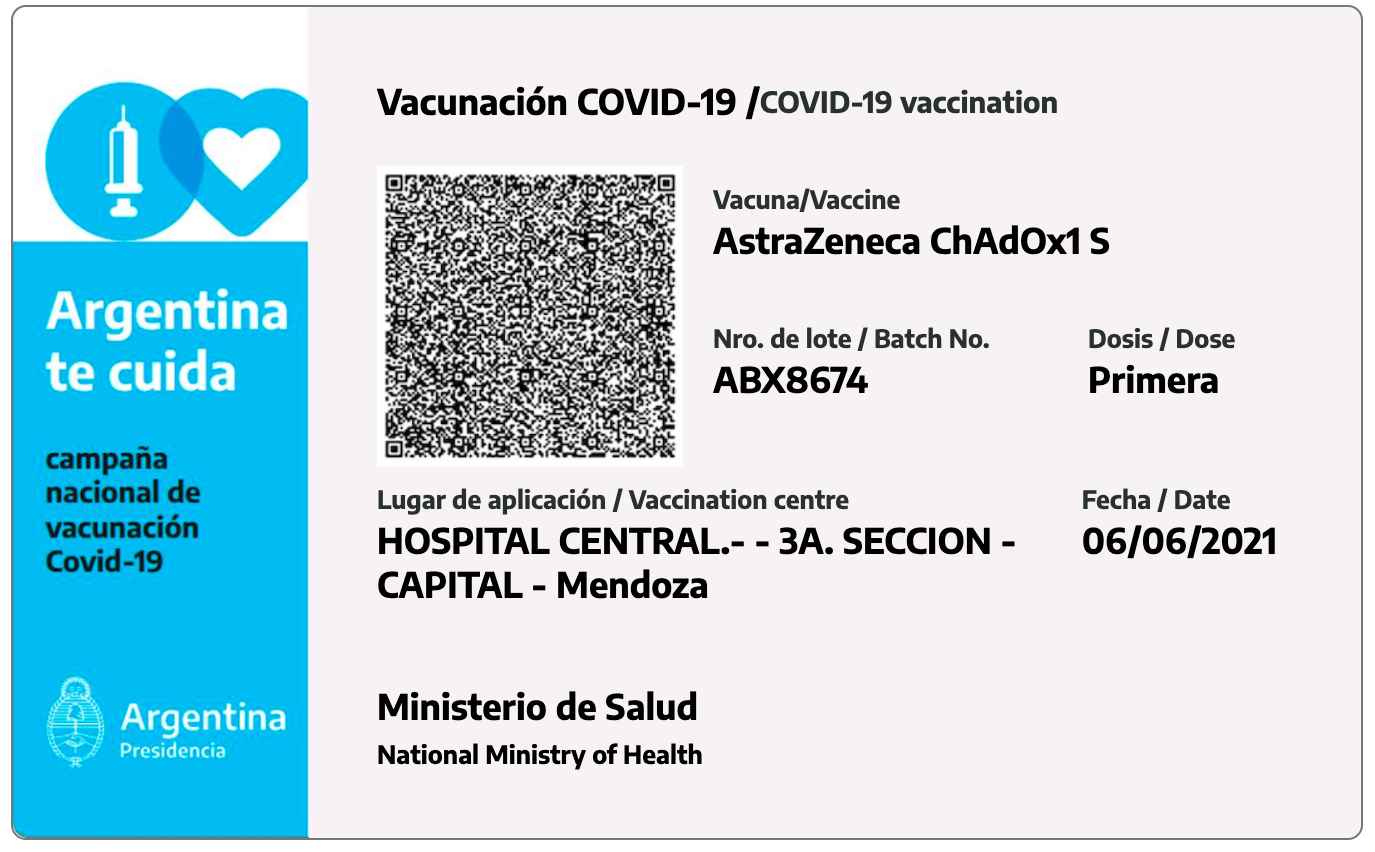 Argentina
te cuida
campaña
nacional de
vacunación
Covid-19
Argentina
Presidencia
Vacunación COVID-19 /COVID-19 vaccination
Vacuna/Vaccine
AstraZeneca ChAdOx1 S
Nro. de lote / Batch No.
ABX8674
Dosis / Dose
Primera
Lugar de aplicación / Vaccination centre
HOSPITAL CENTRAL.- - 3A. SECCION -
CAPITAL - Mendoza
Fecha / Date
06/06/2021
Ministerio de Salud
National Ministry of Health